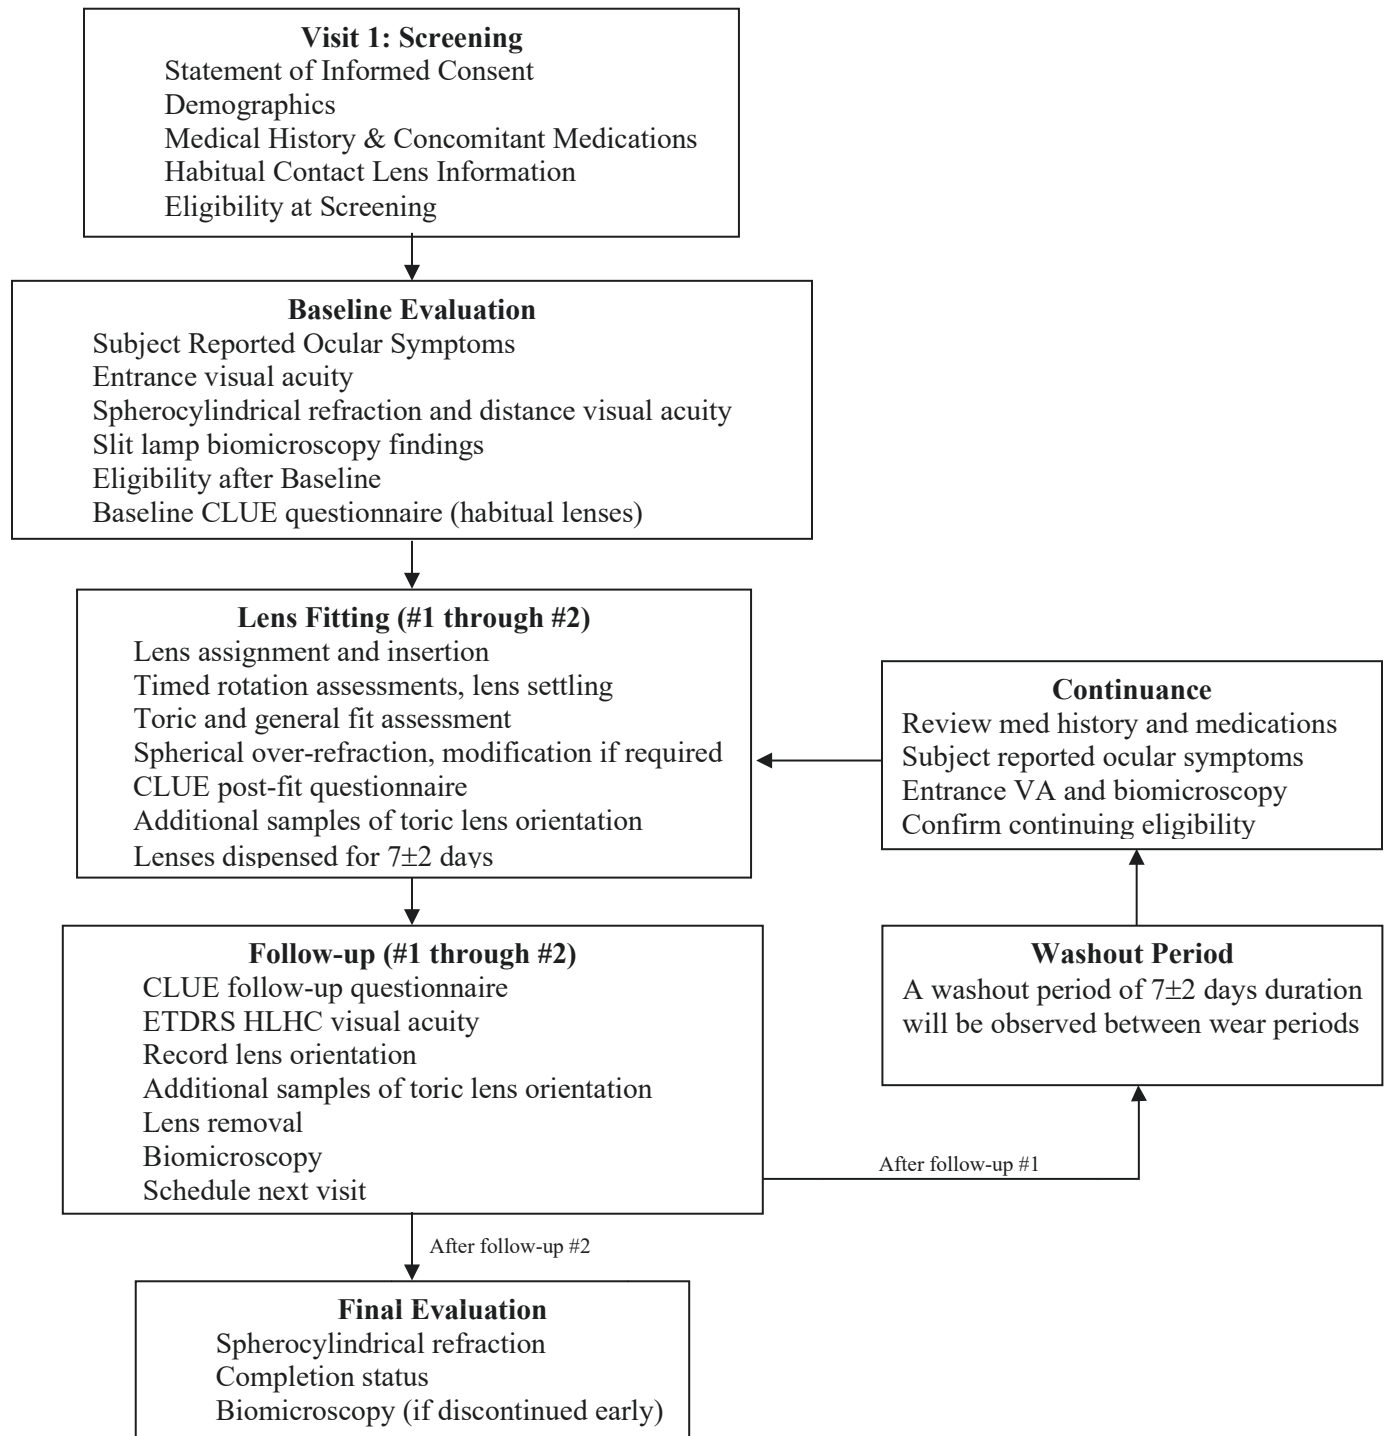 Visit 1: Screening
Statement of Informed Consent
Demographics
Medical History & Concomitant Medications
Habitual Contact Lens Information
Eligibility at Screening
Baseline Evaluation
Subject Reported Ocular Symptoms
Entrance visual acuity
Spherocylindrical refraction and distance visual acuity
Slit lamp biomicroscopy findings
Eligibility after Baseline
Baseline CLUE questionnaire (habitual lenses)
Lens Fitting (#1 through #2)
Lens assignment and insertion
Timed rotation assessments, lens settling
Toric and general fit assessment
Spherical over-refraction, modification if required
CLUE post-fit questionnaire
Additional samples of toric lens orientation
Lenses dispensed for 7±2 days
Continuance
Review med history and medications
Subject reported ocular symptoms
Entrance VA and biomicroscopy
Confirm continuing eligibility
Follow-up (#1 through #2)
CLUE follow-up questionnaire
ETDRS HLHC visual acuity
Record lens orientation
Additional samples of toric lens orientation
Lens removal
Biomicroscopy
Schedule next visit
Washout Period
A washout period of 7±2 days duration
will be observed between wear periods
After follow-up #1
After follow-up #2
Final Evaluation
Spherocylindrical refraction
Completion status
Biomicroscopy (if discontinued early)